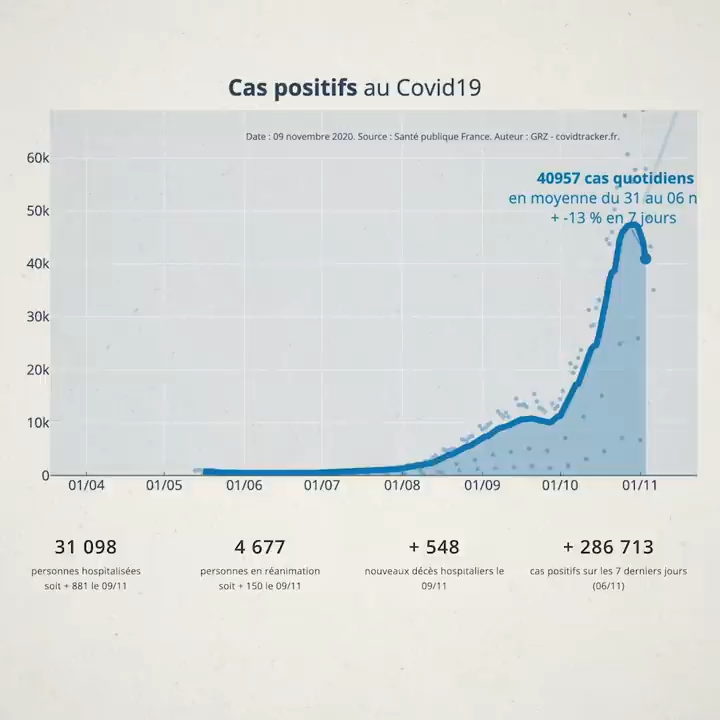 Cas positifs au Covid19
Date : 09 novembre 2020. Source : Santé publique France. Auteur : GRZ - covidtracker.fr.
60k
40957 cas quotidiens
en moyenne du 31 au 06 n
+ -13 % en 7 jours
50k
40k
30k
20k
10k
0
01/04 01/05 01/06 01/07 01/08 01/09 01/10 01/11
31 098 4 677 + 548 + 286 713
personnes hospitalisées personnes en réanimation nouveaux décès hospitaliers le cas positifs sur les 7 derniers jours
soit + 881 le 09/11 soit + 150 le 09/11 09/11 (06/11)